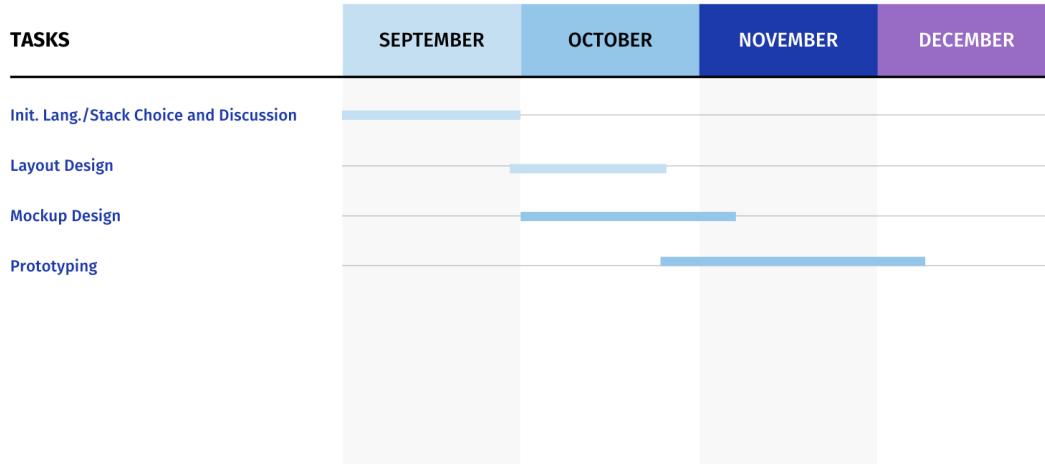 TASKS SEPTEMBER OCTOBER NOVEMBER DECEMBER
Init. Lang./Stack Choice and Discussion
Layout Design
Mockup Design
Prototyping